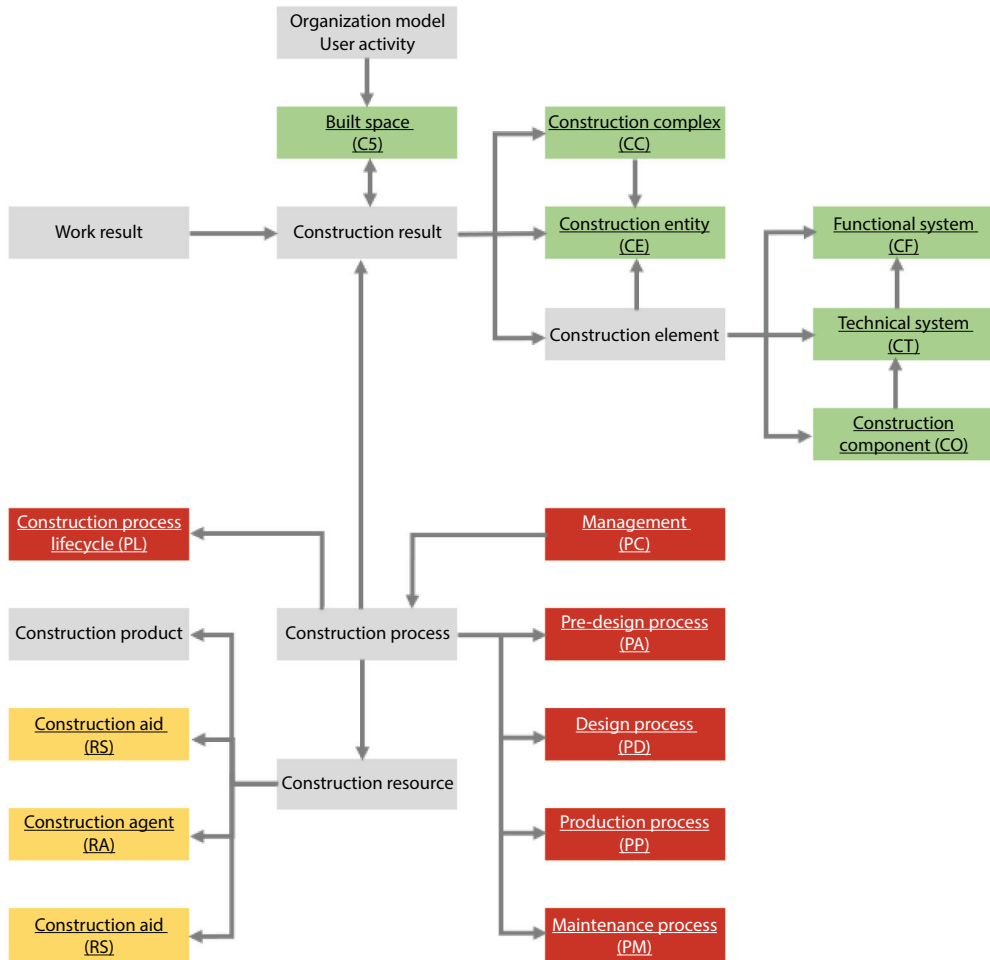 Organization model
User activity
Built space
(C5)
Construction complex
(CC)
Work result
Construction result
Construction entity
(CE)
Functional system
(CF)
Construction element
Technical system
(CT)
Construction
component (CO)
Construction process
lifecycle (PL)
Management
(PC)
Construction product
Construction process
Pre-design process
(PA)
Construction aid
(RS)
Construction resource
Design process
(PD)
Construction agent
(RA)
Production process
(PP)
Construction aid
(RS)
Maintenance process
(PM)